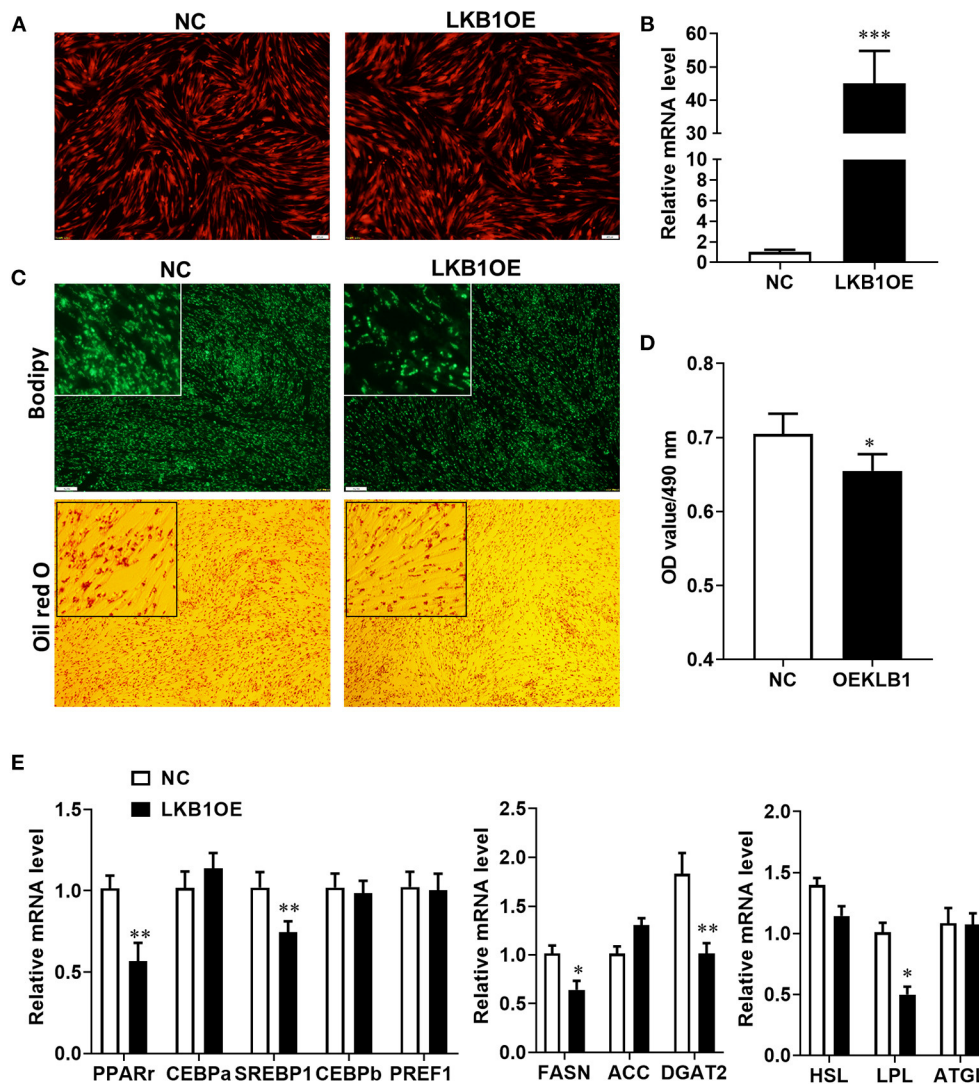 A
NC
LKB1OE
B
Relative mRNA level
60
50
40
30
10
8
6
4
2
0
***
NC
LKB1OE
C
NC
LKB1OE
Bodipy
Oil red O
D
OD value/490 nm
0.8
0.7
0.6
0.5
0.4
*
NC
OEKLB1
E
NC
LKB1OE
Relative mRNA level
1.5
1.0
0.5
0.0
**
**
PPARr CEBPa SREBP1 CEBPb PREF1
Relative mRNA level
2.5
2.0
1.5
1.0
0.5
0.0
*
**
FASN ACC DGAT2
Relative mRNA level
2.0
1.5
1.0
0.5
0.0
*
HSL LPL ATGL